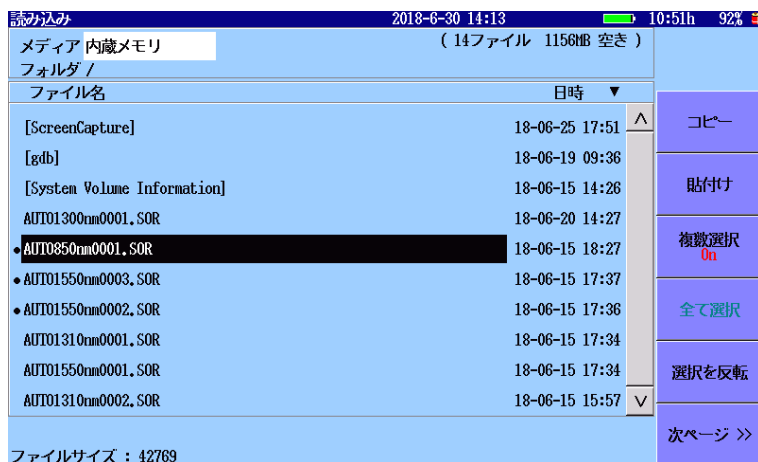 読み込み 2018-6-30 14:13 10:51h 92%
メディア 内蔵メモリ ( 14ファイル 1156MB 空き )
フォルダ /
ファイル名 日時 ▼
[ScreenCapture] 18-06-25 17:51
[gdb] 18-06-19 09:36
[System Volume Information] 18-06-15 14:26
AUTO1300nm0001.SOR 18-06-20 14:27
●AUTO850nm0001.SOR 18-06-15 18:27
●AUTO1550nm0003.SOR 18-06-15 17:37
●AUTO1550nm0002.SOR 18-06-15 17:36
AUTO1310nm0001.SOR 18-06-15 17:34
AUTO1550nm0001.SOR 18-06-15 17:34
AUTO1310nm0002.SOR 18-06-15 15:57
ファイルサイズ : 42769
コピー
貼付け
複数選択
On
全て選択
選択を反転
次ページ >>